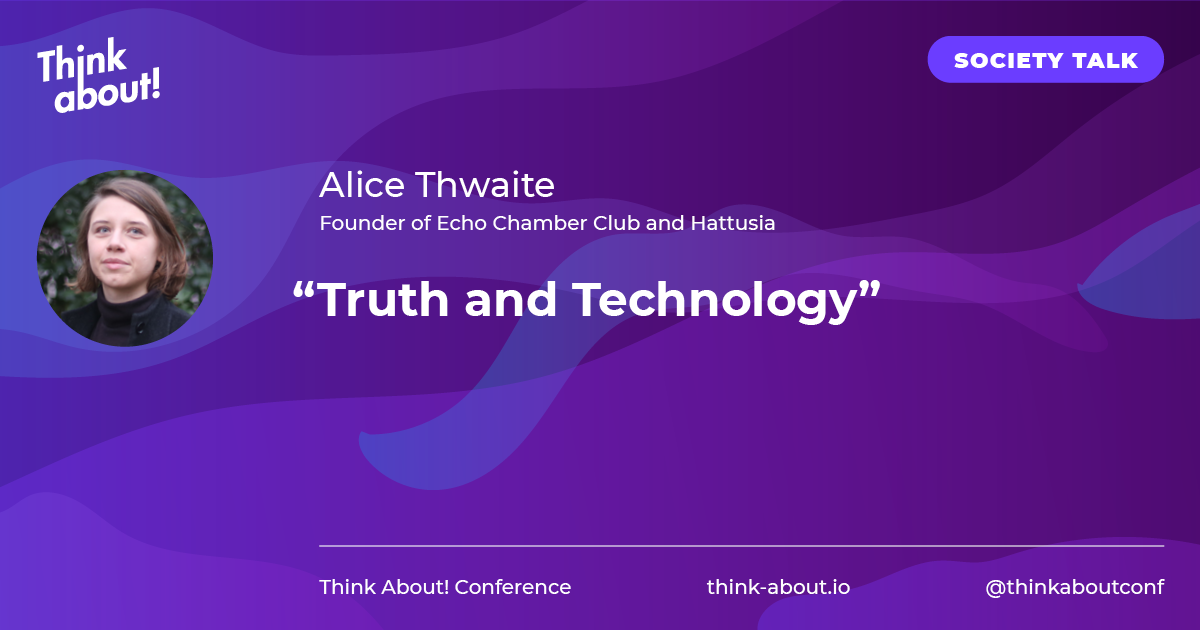 Think
about!
SOCIETY TALK
Alice Thwaite
Founder of Echo Chamber Club and Hattusia
“Truth and Technology”
Think About! Conference
think-about.io
@thinkaboutconf